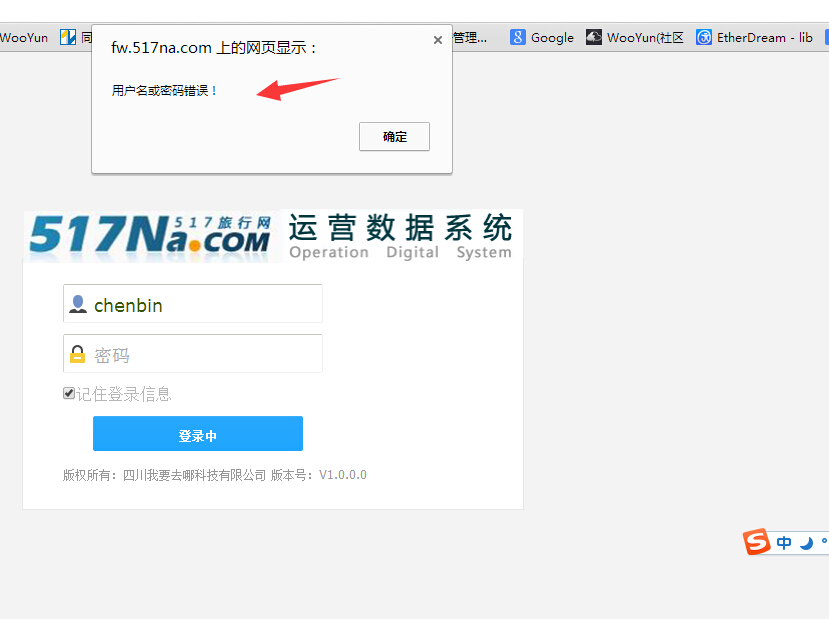 WooYun
同
管理...
Google
WooYun(社区
EtherDream - lib
fw.517na.com 上的网页显示：
用户名或密码错误！
确定
517Na.com 517旅行网
运营数据系统
Operation Digital System
chenbin
密码
记住登录信息
登录中
版权所有：四川我要去哪科技有限公司 版本号：V1.0.0.0
S 中